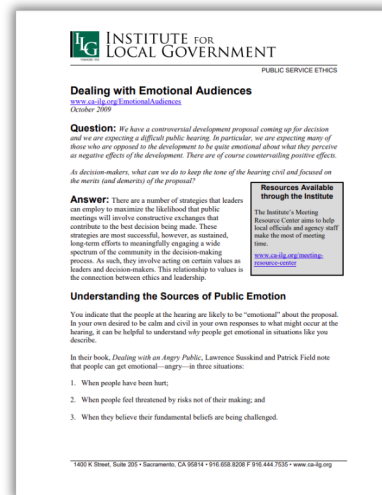 ILG
INSTITUTE FOR
LOCAL GOVERNMENT
PUBLIC SERVICE ETHICS
Dealing with Emotional Audiences
www.ca-ilg.org/EmotionalAudiences
October 2009
Question: We have a controversial development proposal coming up for decision
and we are expecting a difficult public hearing. In particular, we are expecting many of
those who are opposed to the development to be quite emotional about what they perceive
as negative effects of the development. There are of course countervailing positive effects.
As decision-makers, what can we do to keep the tone of the hearing civil and focused on
the merits (and demerits) of the proposal?
Answer: There are a number of strategies that leaders
can employ to maximize the likelihood that public
meetings will involve constructive exchanges that
contribute to the best decision being made. These
strategies are most successful, however, as sustained,
long-term efforts to meaningfully engaging a wide
spectrum of the community in the decision-making
process. As such, they involve acting on certain values as
leaders and decision-makers. This relationship to values is
the connection between ethics and leadership.
Resources Available
through the Institute
The Institute's Meeting
Resource Center aims to help
local officials and agency staff
make the most of meeting
time.
www.ca-ilg.org/meeting-
resource-center
Understanding the Sources of Public Emotion
You indicate that the people at the hearing are likely to be "emotional" about the proposal.
In your own desired to be calm and civil in your own responses to what might occur at the
hearing, it can be helpful to understand why people get emotional in situations like you
describe.
In their book, Dealing with an Angry Public, Lawrence Susskind and Patrick Field note
that people can get emotional—angry—in three situations:
1. When people have been hurt;
2. When people feel threatened by risks not of their making; and
3. When they believe their fundamental beliefs are being challenged.
1400 K Street, Suite 205 • Sacramento, CA 95814 • 916.658.8208 F 916.444.7535 • www.ca-ilg.org